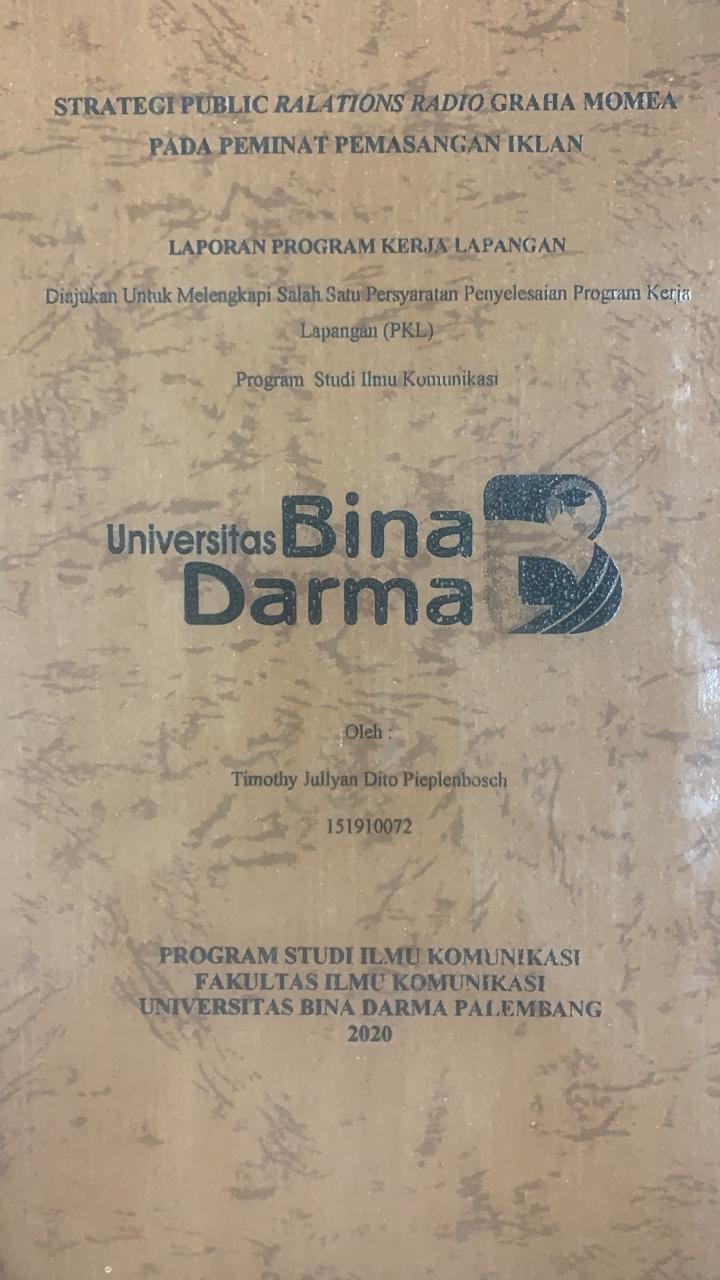 STRATEGI PUBLIC RALATIONS RADIO GRAHA MOMEA
PADA PEMINAT PEMASANGAN IKLAN
LAPORAN PROGRAM KERJA LAPANGAN
Diajukan Untuk Melengkapi Salah Satu Persyaratan Penyelesaian Program Kerja
Lapangan (PKL)
Program Studi Ilmu Komunikasi
Universitas Bina
Darma
Oleh :
Timothy Jullyan Dito Pieplenbosch
151910072
PROGRAM STUDI ILMU KOMUNIKASI
FAKULTAS ILMU KOMUNIKASI
UNIVERSITAS BINA DARMA PALEMBANG
2020